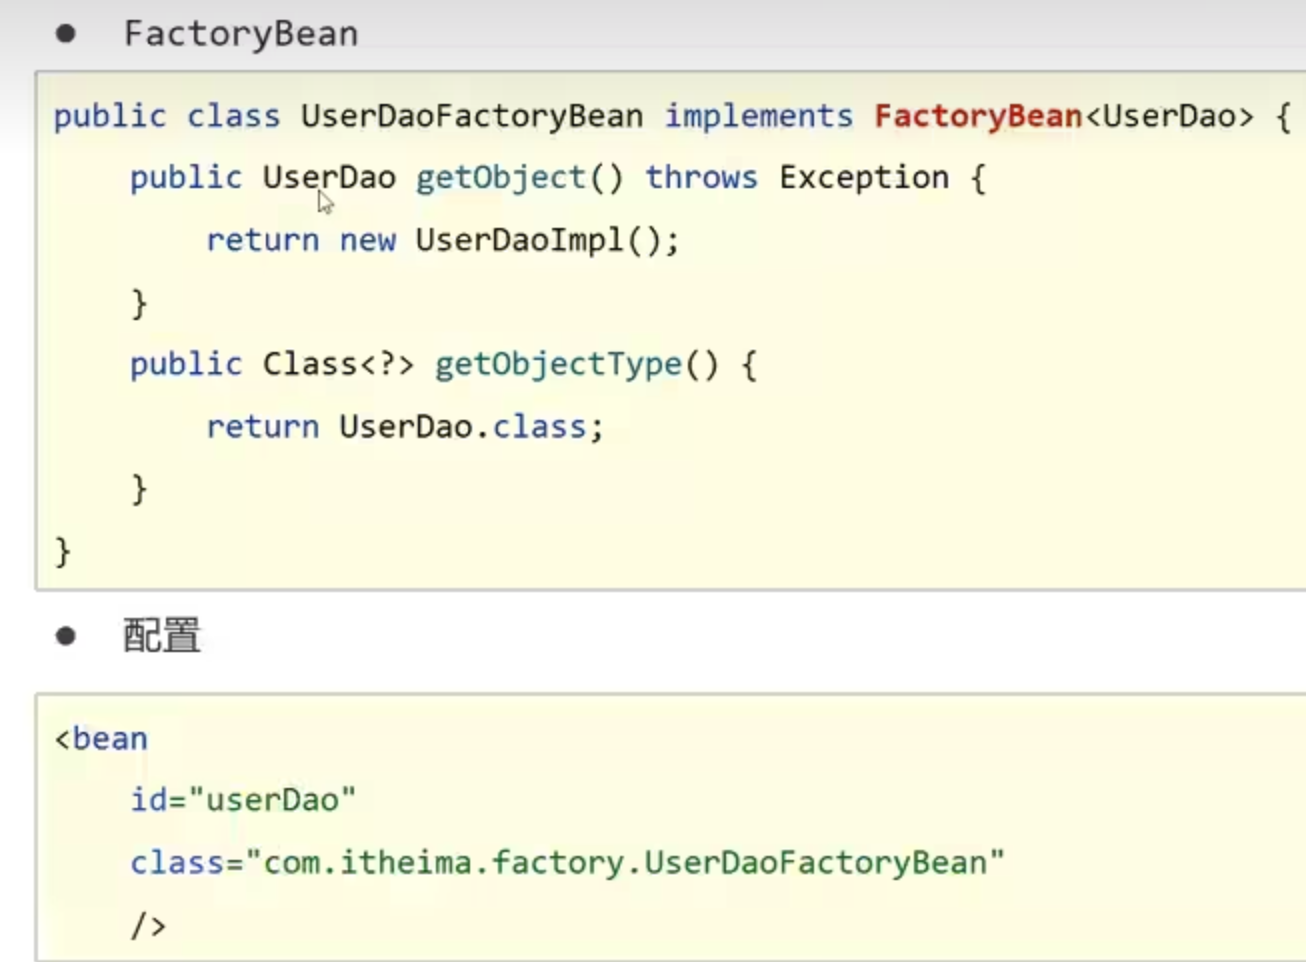 ● FactoryBean
public class UserDaoFactoryBean implements FactoryBean<UserDao> {
    public UserDao getObject() throws Exception {
        return new UserDaoImpl();
    }
    public Class<?> getObjectType() {
        return UserDao.class;
    }
}
● 配置
<bean
    id="userDao"
    class="com.itheima.factory.UserDaoFactoryBean"
    />